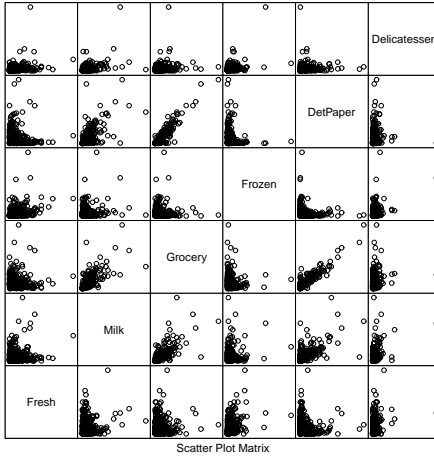 Delicatessen
DetPaper
Frozen
Grocery
Milk
Fresh
Scatter Plot Matrix